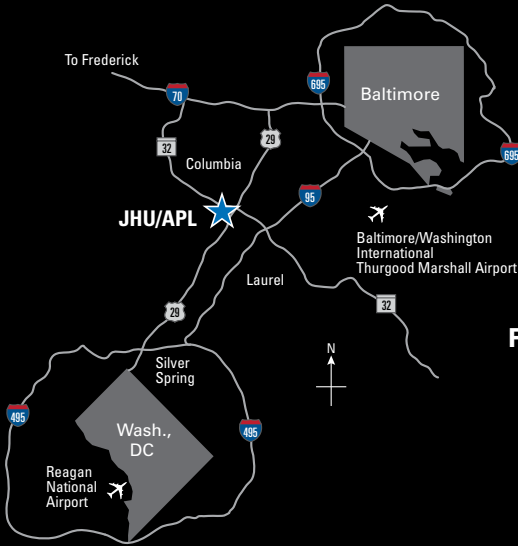 To Frederick
70
695
Baltimore
29
32
695
Columbia
95
JHU/APL
Baltimore/Washington
International
Thurgood Marshall Airport
Laurel
32
29
F
N
Silver
Spring
495
Wash.,
DC
495
Reagan
National
Airport